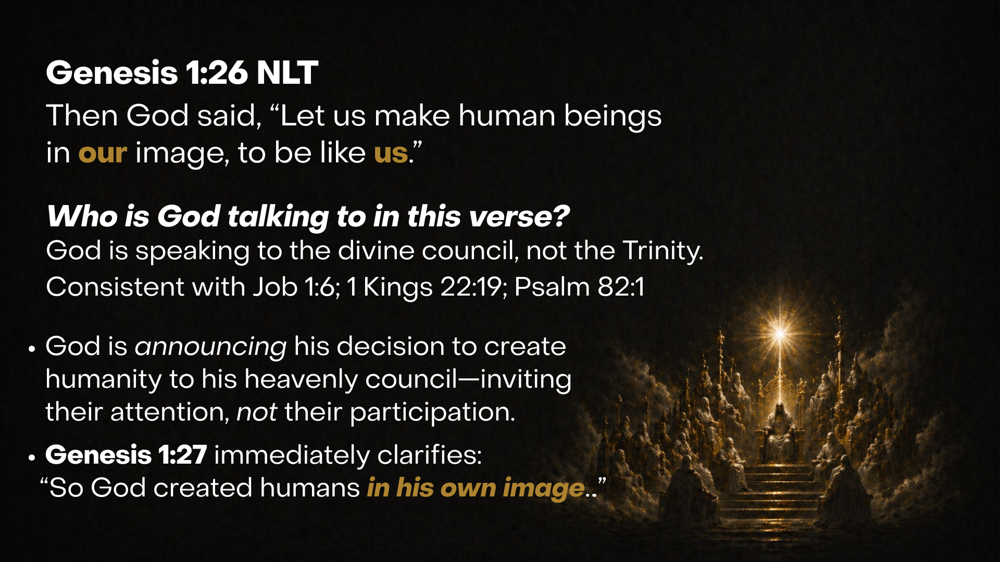 Genesis 1:26 NLT
Then God said, “Let us make human beings
in our image, to be like us.”
Who is God talking to in this verse?
God is speaking to the divine council, not the Trinity.
Consistent with Job 1:6; 1 Kings 22:19; Psalm 82:1
• God is announcing his decision to create
humanity to his heavenly council—inviting
their attention, not their participation.
• Genesis 1:27 immediately clarifies:
“So God created humans in his own image..”